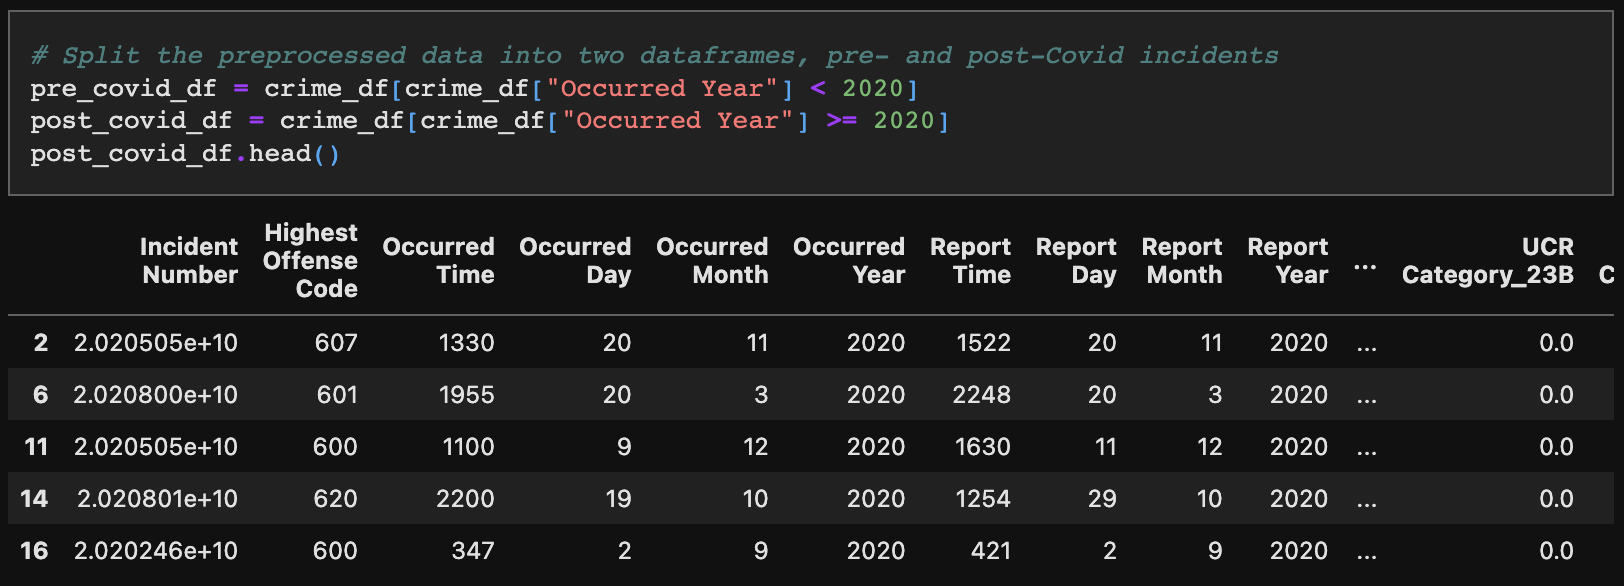 # Split the preprocessed data into two dataframes, pre- and post-Covid incidents
pre_covid_df = crime_df[crime_df["Occurred Year"] < 2020]
post_covid_df = crime_df[crime_df["Occurred Year"] >= 2020]
post_covid_df.head()
Incident Number Highest Offense Code Occurred Time Occurred Day Occurred Month Occurred Year Report Time Report Day Report Month Report Year ... UCR Category_23B C
2 2.020505e+10 607 1330 20 11 2020 1522 20 11 2020 ... 0.0
6 2.020800e+10 601 1955 20 3 2020 2248 20 3 2020 ... 0.0
11 2.020505e+10 600 1100 9 12 2020 1630 11 12 2020 ... 0.0
14 2.020801e+10 620 2200 19 10 2020 1254 29 10 2020 ... 0.0
16 2.020246e+10 600 347 2 9 2020 421 2 9 2020 ... 0.0